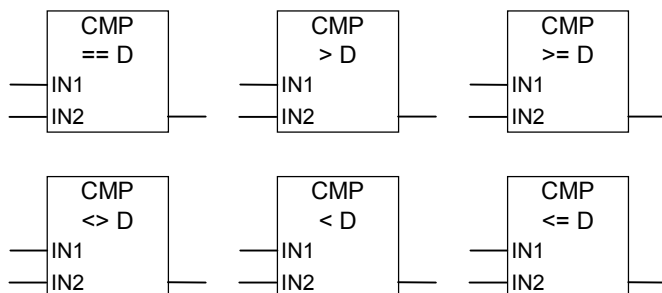 CMP
== D
IN1
IN2
CMP
> D
IN1
IN2
CMP
>= D
IN1
IN2
CMP
<> D
IN1
IN2
CMP
< D
IN1
IN2
CMP
<= D
IN1
IN2